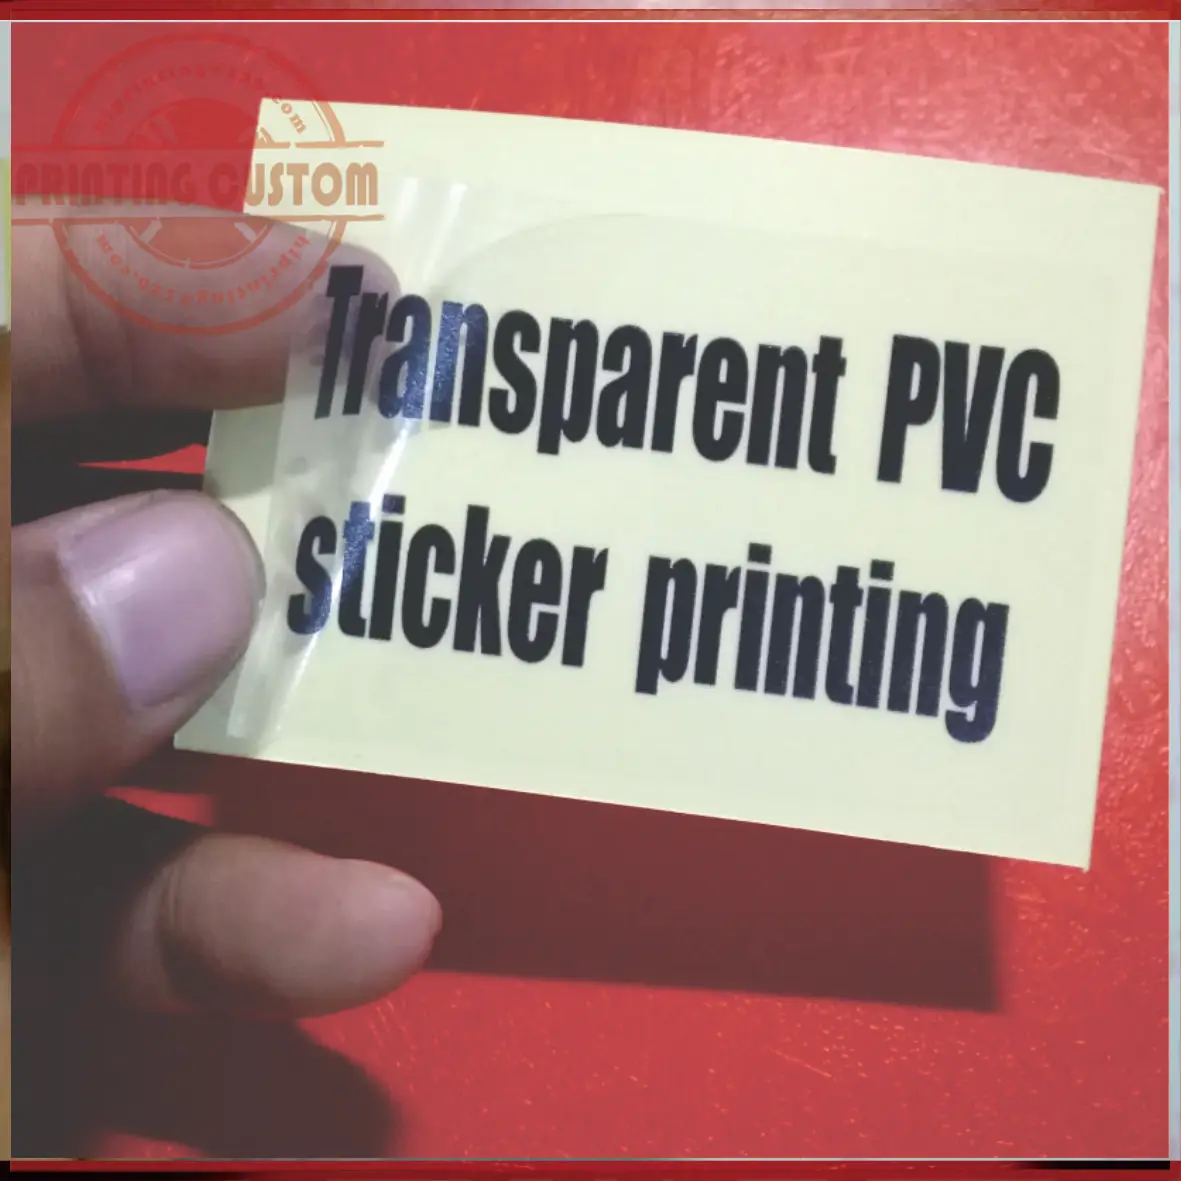 PRINTING CUSTOM
Transparent PVC
sticker printing